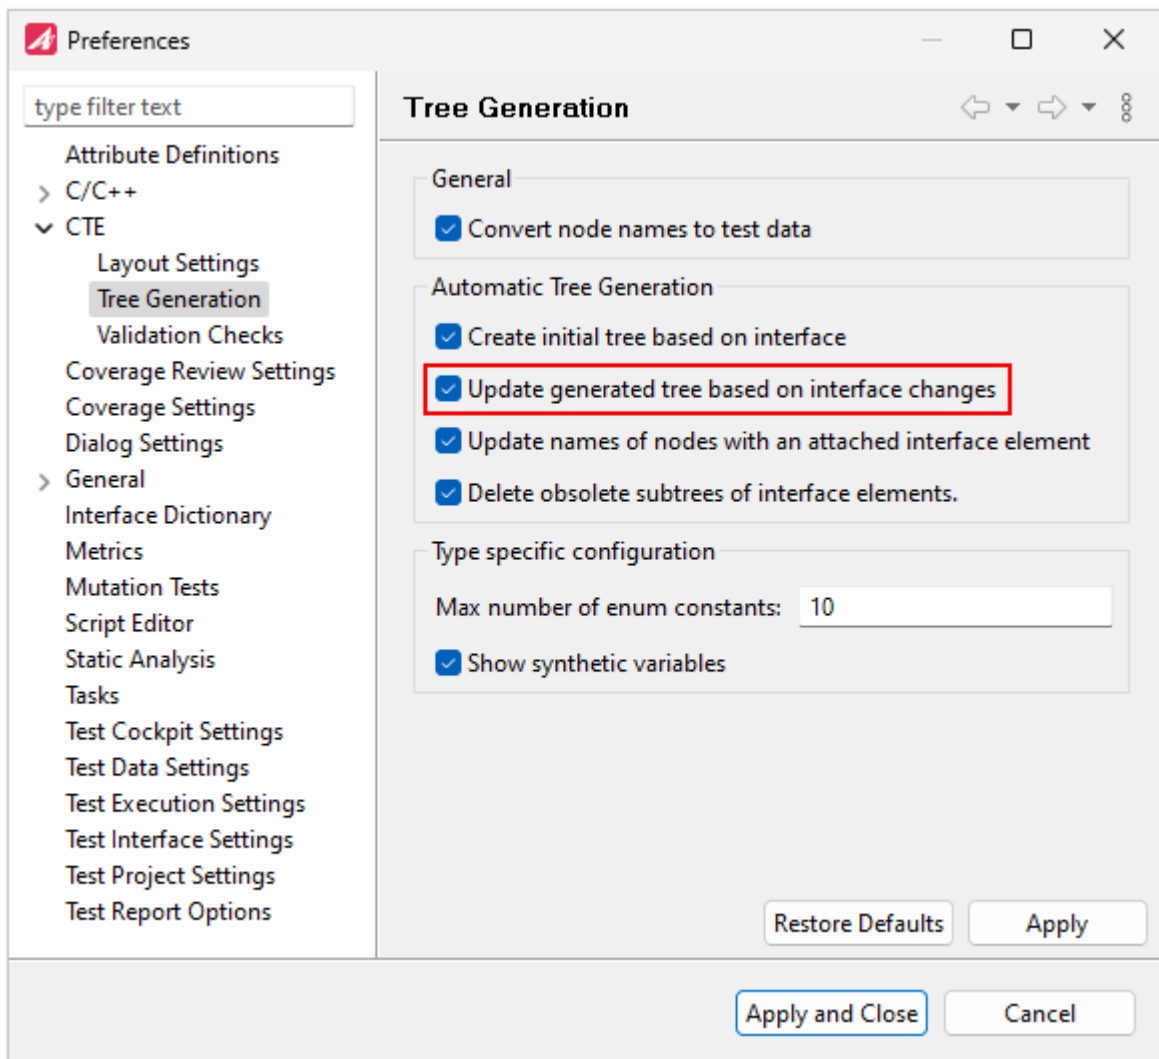 Preferences
type filter text
Attribute Definitions
C/C++
CTE
Layout Settings
Tree Generation
Validation Checks
Coverage Review Settings
Coverage Settings
Dialog Settings
General
Interface Dictionary
Metrics
Mutation Tests
Script Editor
Static Analysis
Tasks
Test Cockpit Settings
Test Data Settings
Test Execution Settings
Test Interface Settings
Test Project Settings
Test Report Options
Tree Generation
General
Convert node names to test data
Automatic Tree Generation
Create initial tree based on interface
Update generated tree based on interface changes
Update names of nodes with an attached interface element
Delete obsolete subtrees of interface elements.
Type specific configuration
Max number of enum constants: 10
Show synthetic variables
Restore Defaults Apply
Apply and Close Cancel